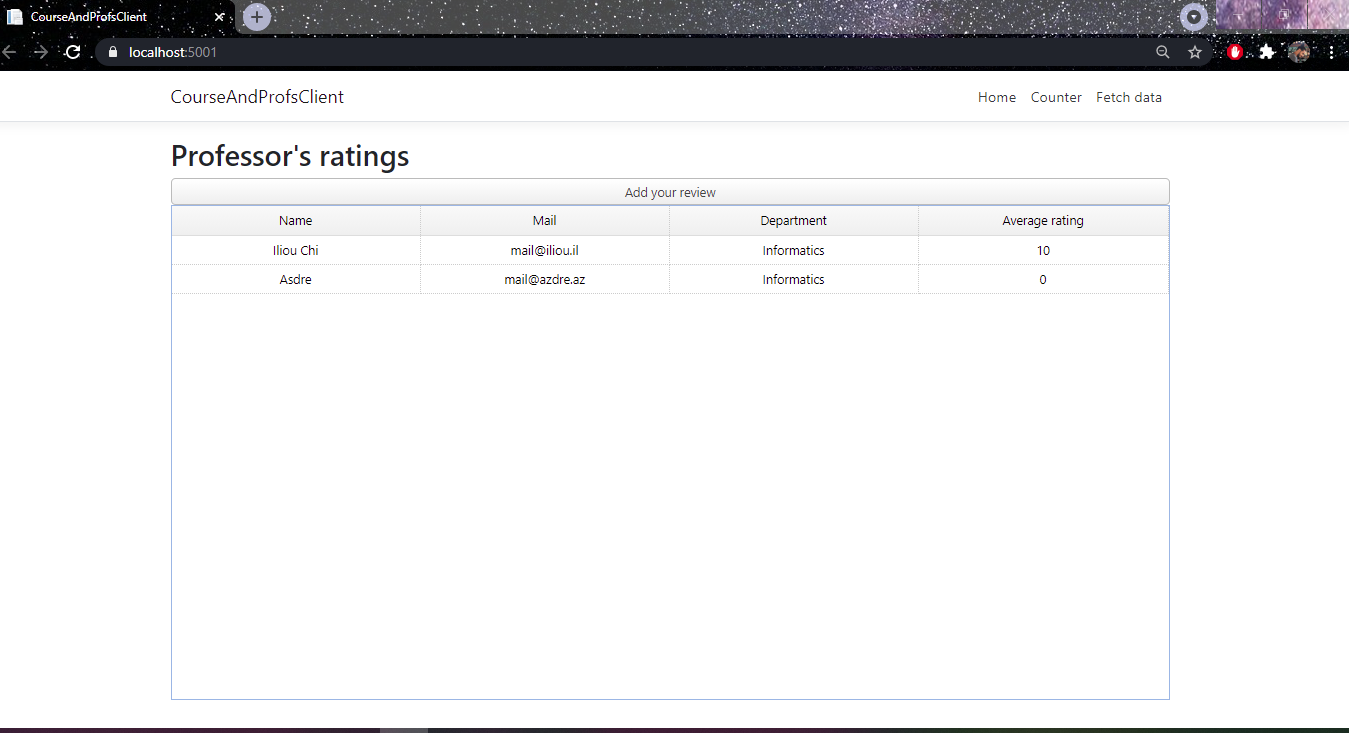 CourseAndProfsClient
localhost:5001
CourseAndProfsClient Home Counter Fetch data
Professor's ratings
Add your review
Name Mail Department Average rating
Iliou Chi mail@iliou.il Informatics 10
Asdre mail@azdre.az Informatics 0